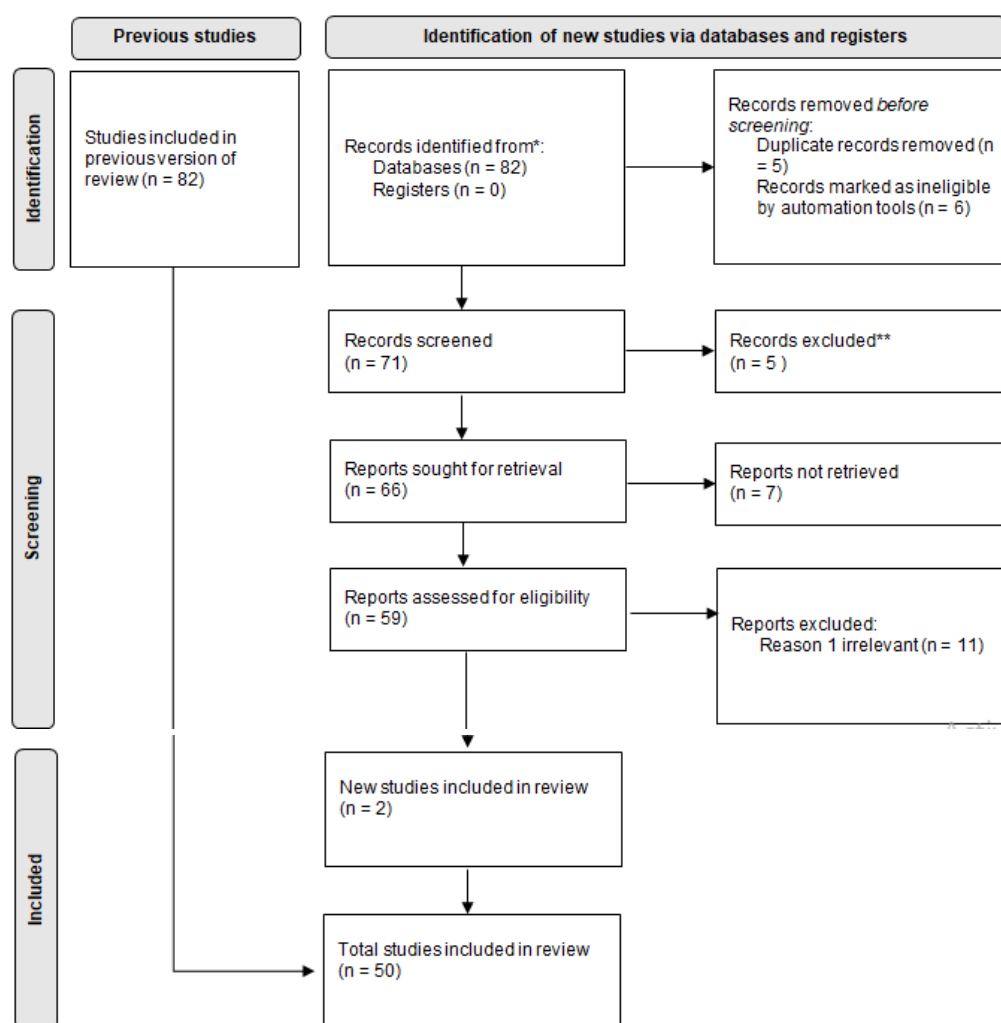 Previous studies
Identification of new studies via databases and registers
Identification
Studies included in
previous version of
review (n = 82)
Records identified from*:
Databases (n = 82)
Registers (n = 0)
Records removed before
screening:
Duplicate records removed (n
= 5)
Records marked as ineligible
by automation tools (n = 6)
Screening
Records screened
(n = 71)
Records excluded**
(n = 5 )
Reports sought for retrieval
(n = 66)
Reports not retrieved
(n = 7)
Reports assessed for eligibility
(n = 59)
Reports excluded:
Reason 1 irrelevant (n = 11)
Included
New studies included in review
(n = 2)
Total studies included in review
(n = 50)